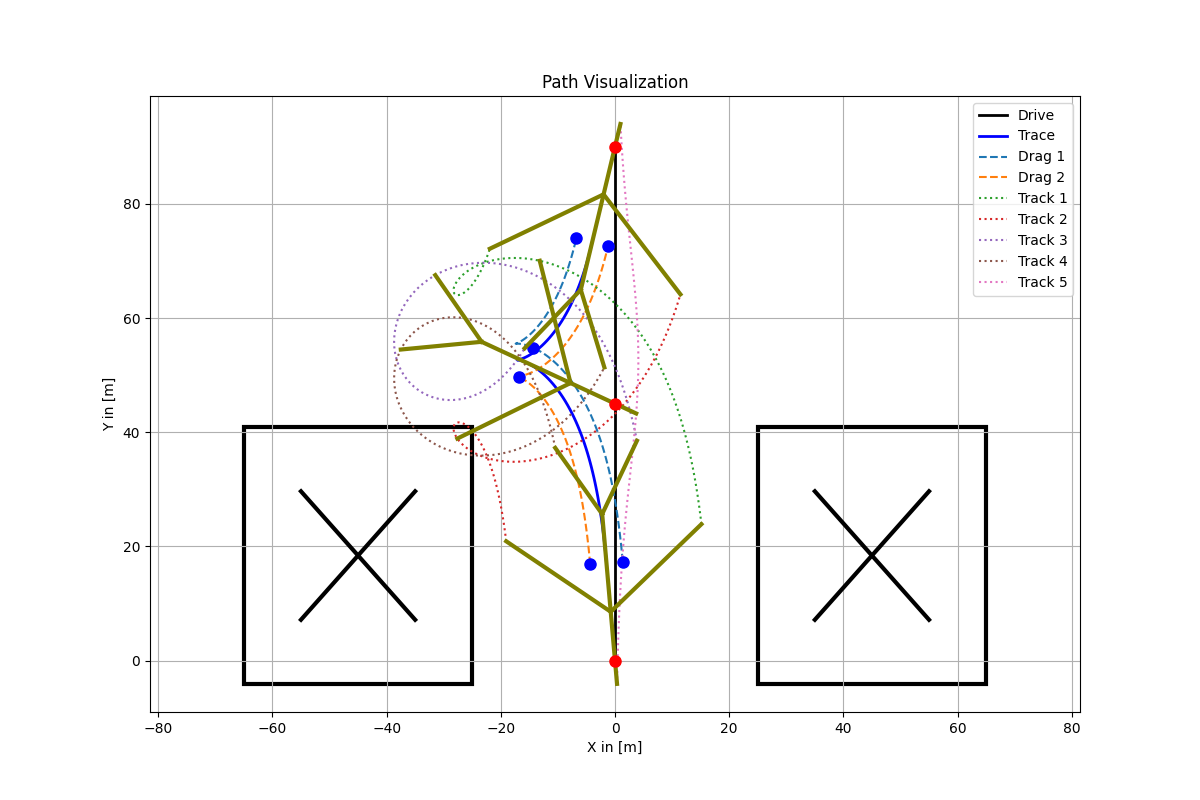 Path Visualization
Drive
Trace
Drag 1
Drag 2
Track 1
Track 2
Track 3
Track 4
Track 5
Y in [m]
80
60
40
20
0
−80
−60
−40
−20
0
20
40
60
80
X in [m]